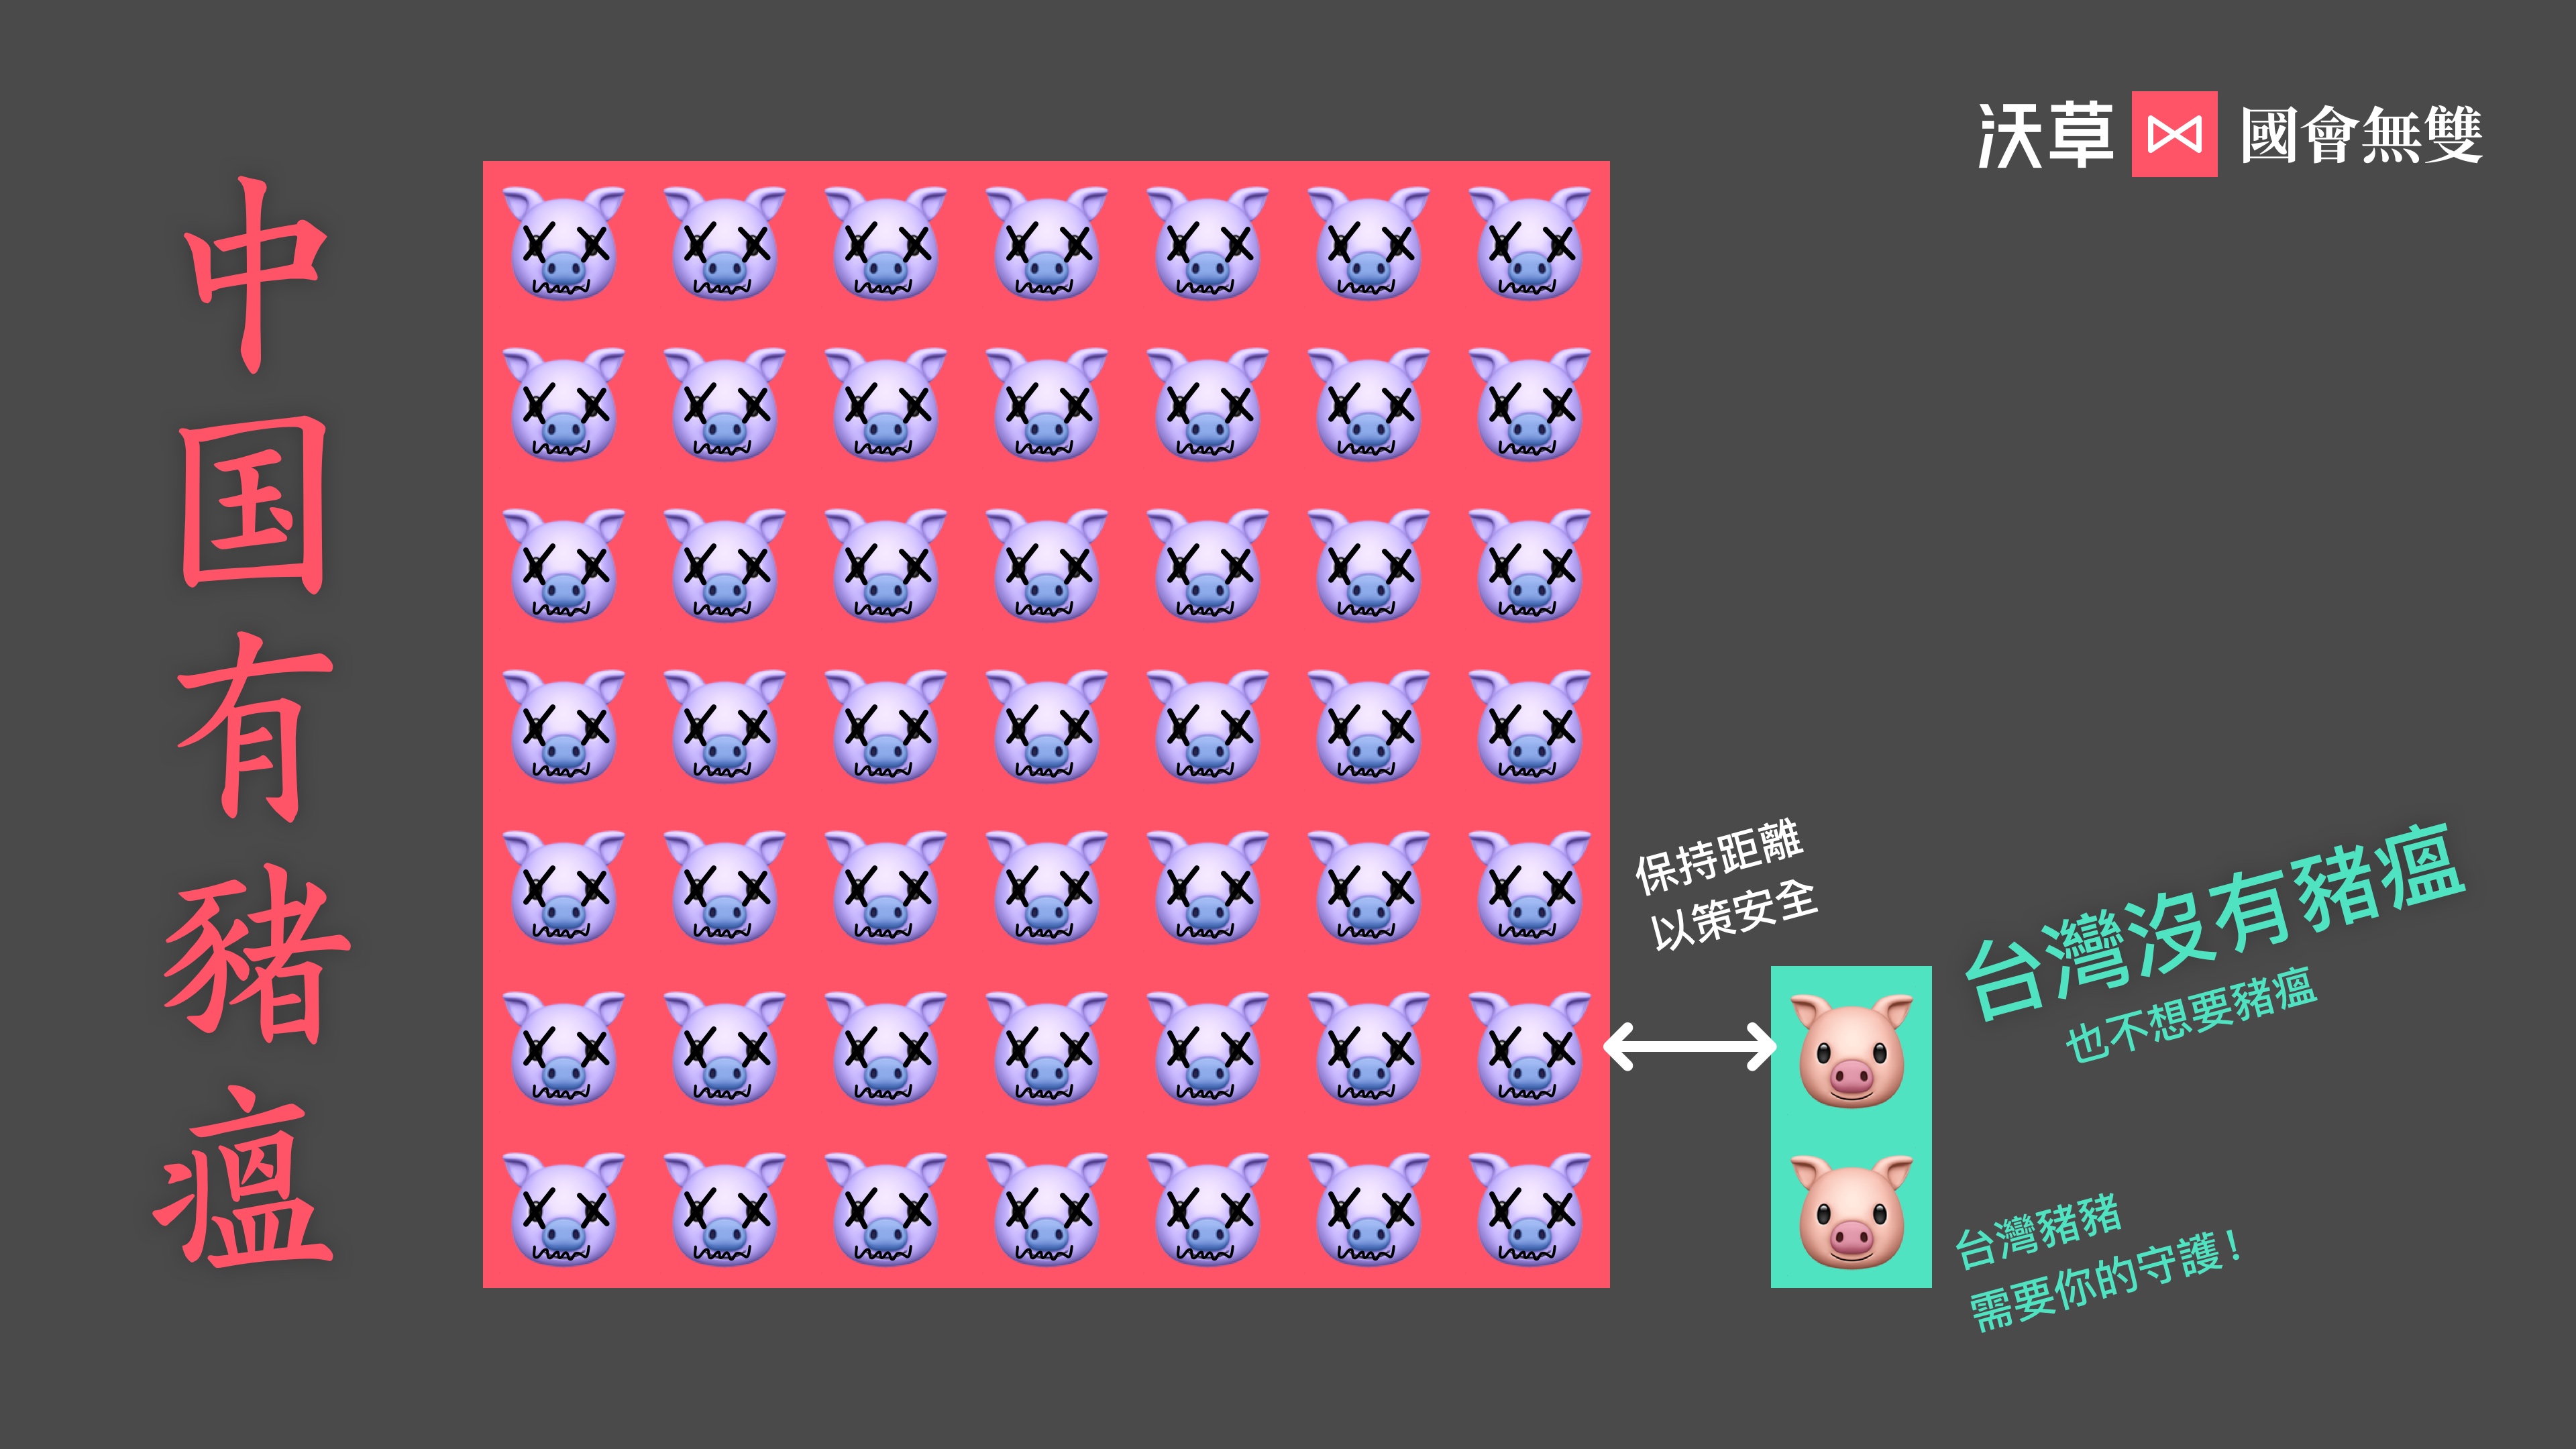 中国有豬瘟
沃草 國會無雙
保持距離
以策安全
台灣沒有豬瘟
也不想要豬瘟
台灣豬豬
需要你的守護！